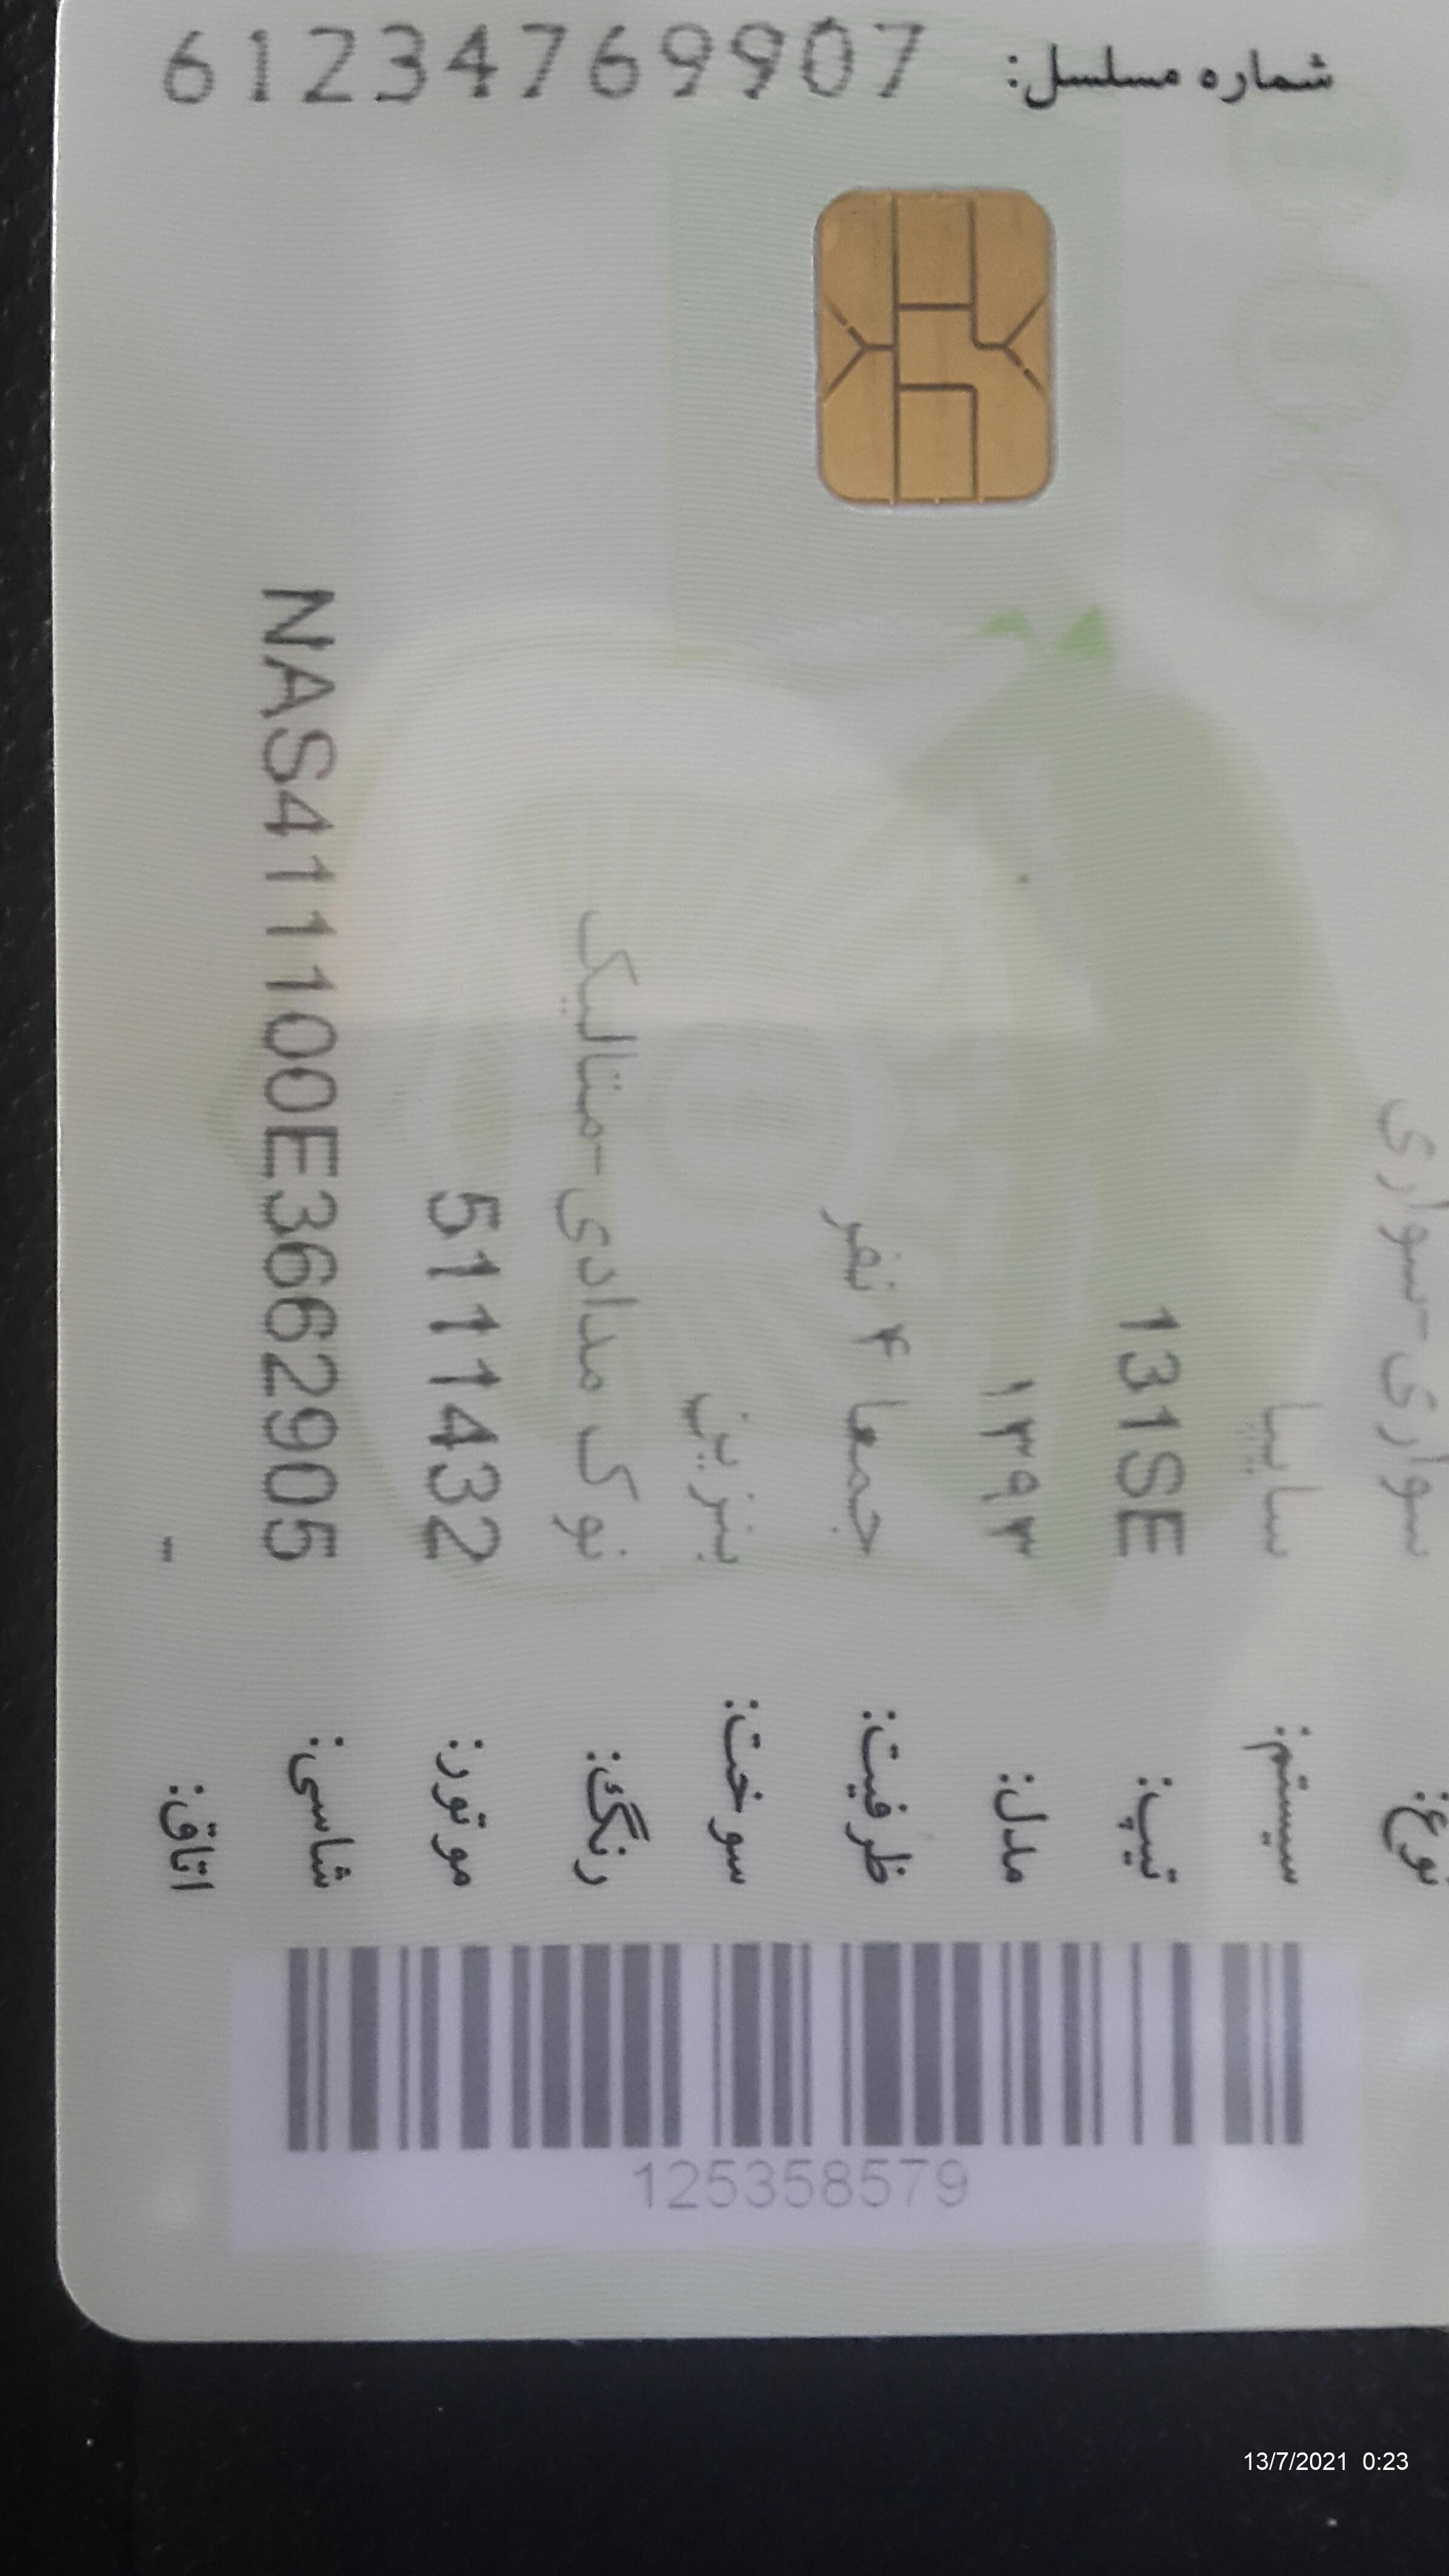 شماره مسلسل: 61234769907
نوع: سواری-سواری
سیستم: سایپا
تیپ: 131SE
مدل: ۱۳۹۳
ظرفیت: جمعا ۴ نفر
سوخت: بنزین
رنگ: نوک مدادی-متالیک
موتور: 5111432
شاسی: NAS411100E3662905
اتاق: -
125358579
13/7/2021 0:23